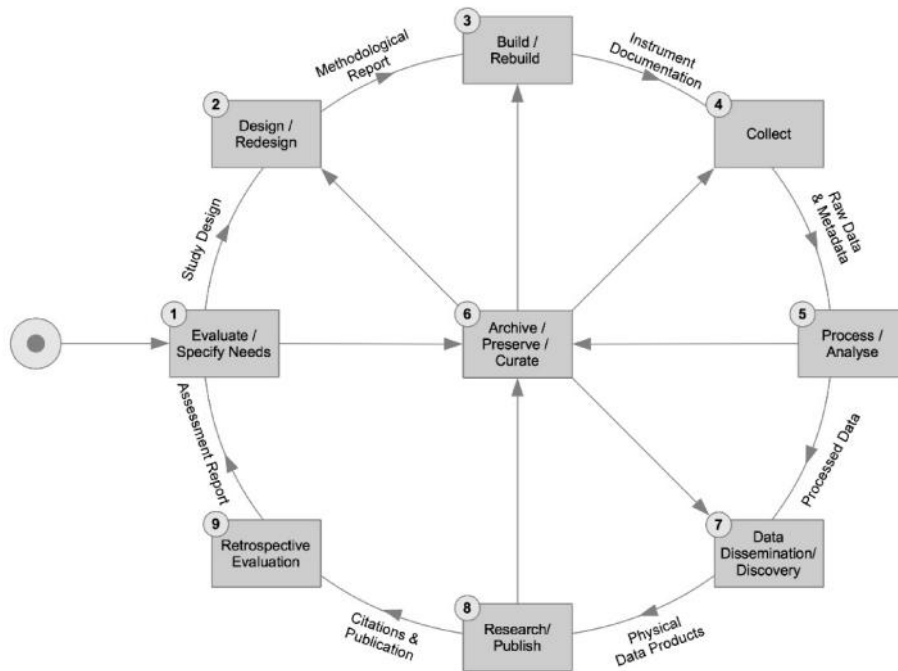 3
Build /
Rebuild
Methodological
Report
Instrument
Documentation
2
Design /
Redesign
4
Collect
Study Design
Raw Data
& Metadata
1
Evaluate /
Specify Needs
6
Archive /
Preserve /
Curate
5
Process /
Analyse
Assessment Report
Processed Data
9
Retrospective
Evaluation
7
Data
Dissemination/
Discovery
8
Research/
Publish
Citations &
Publication
Physical
Data Products